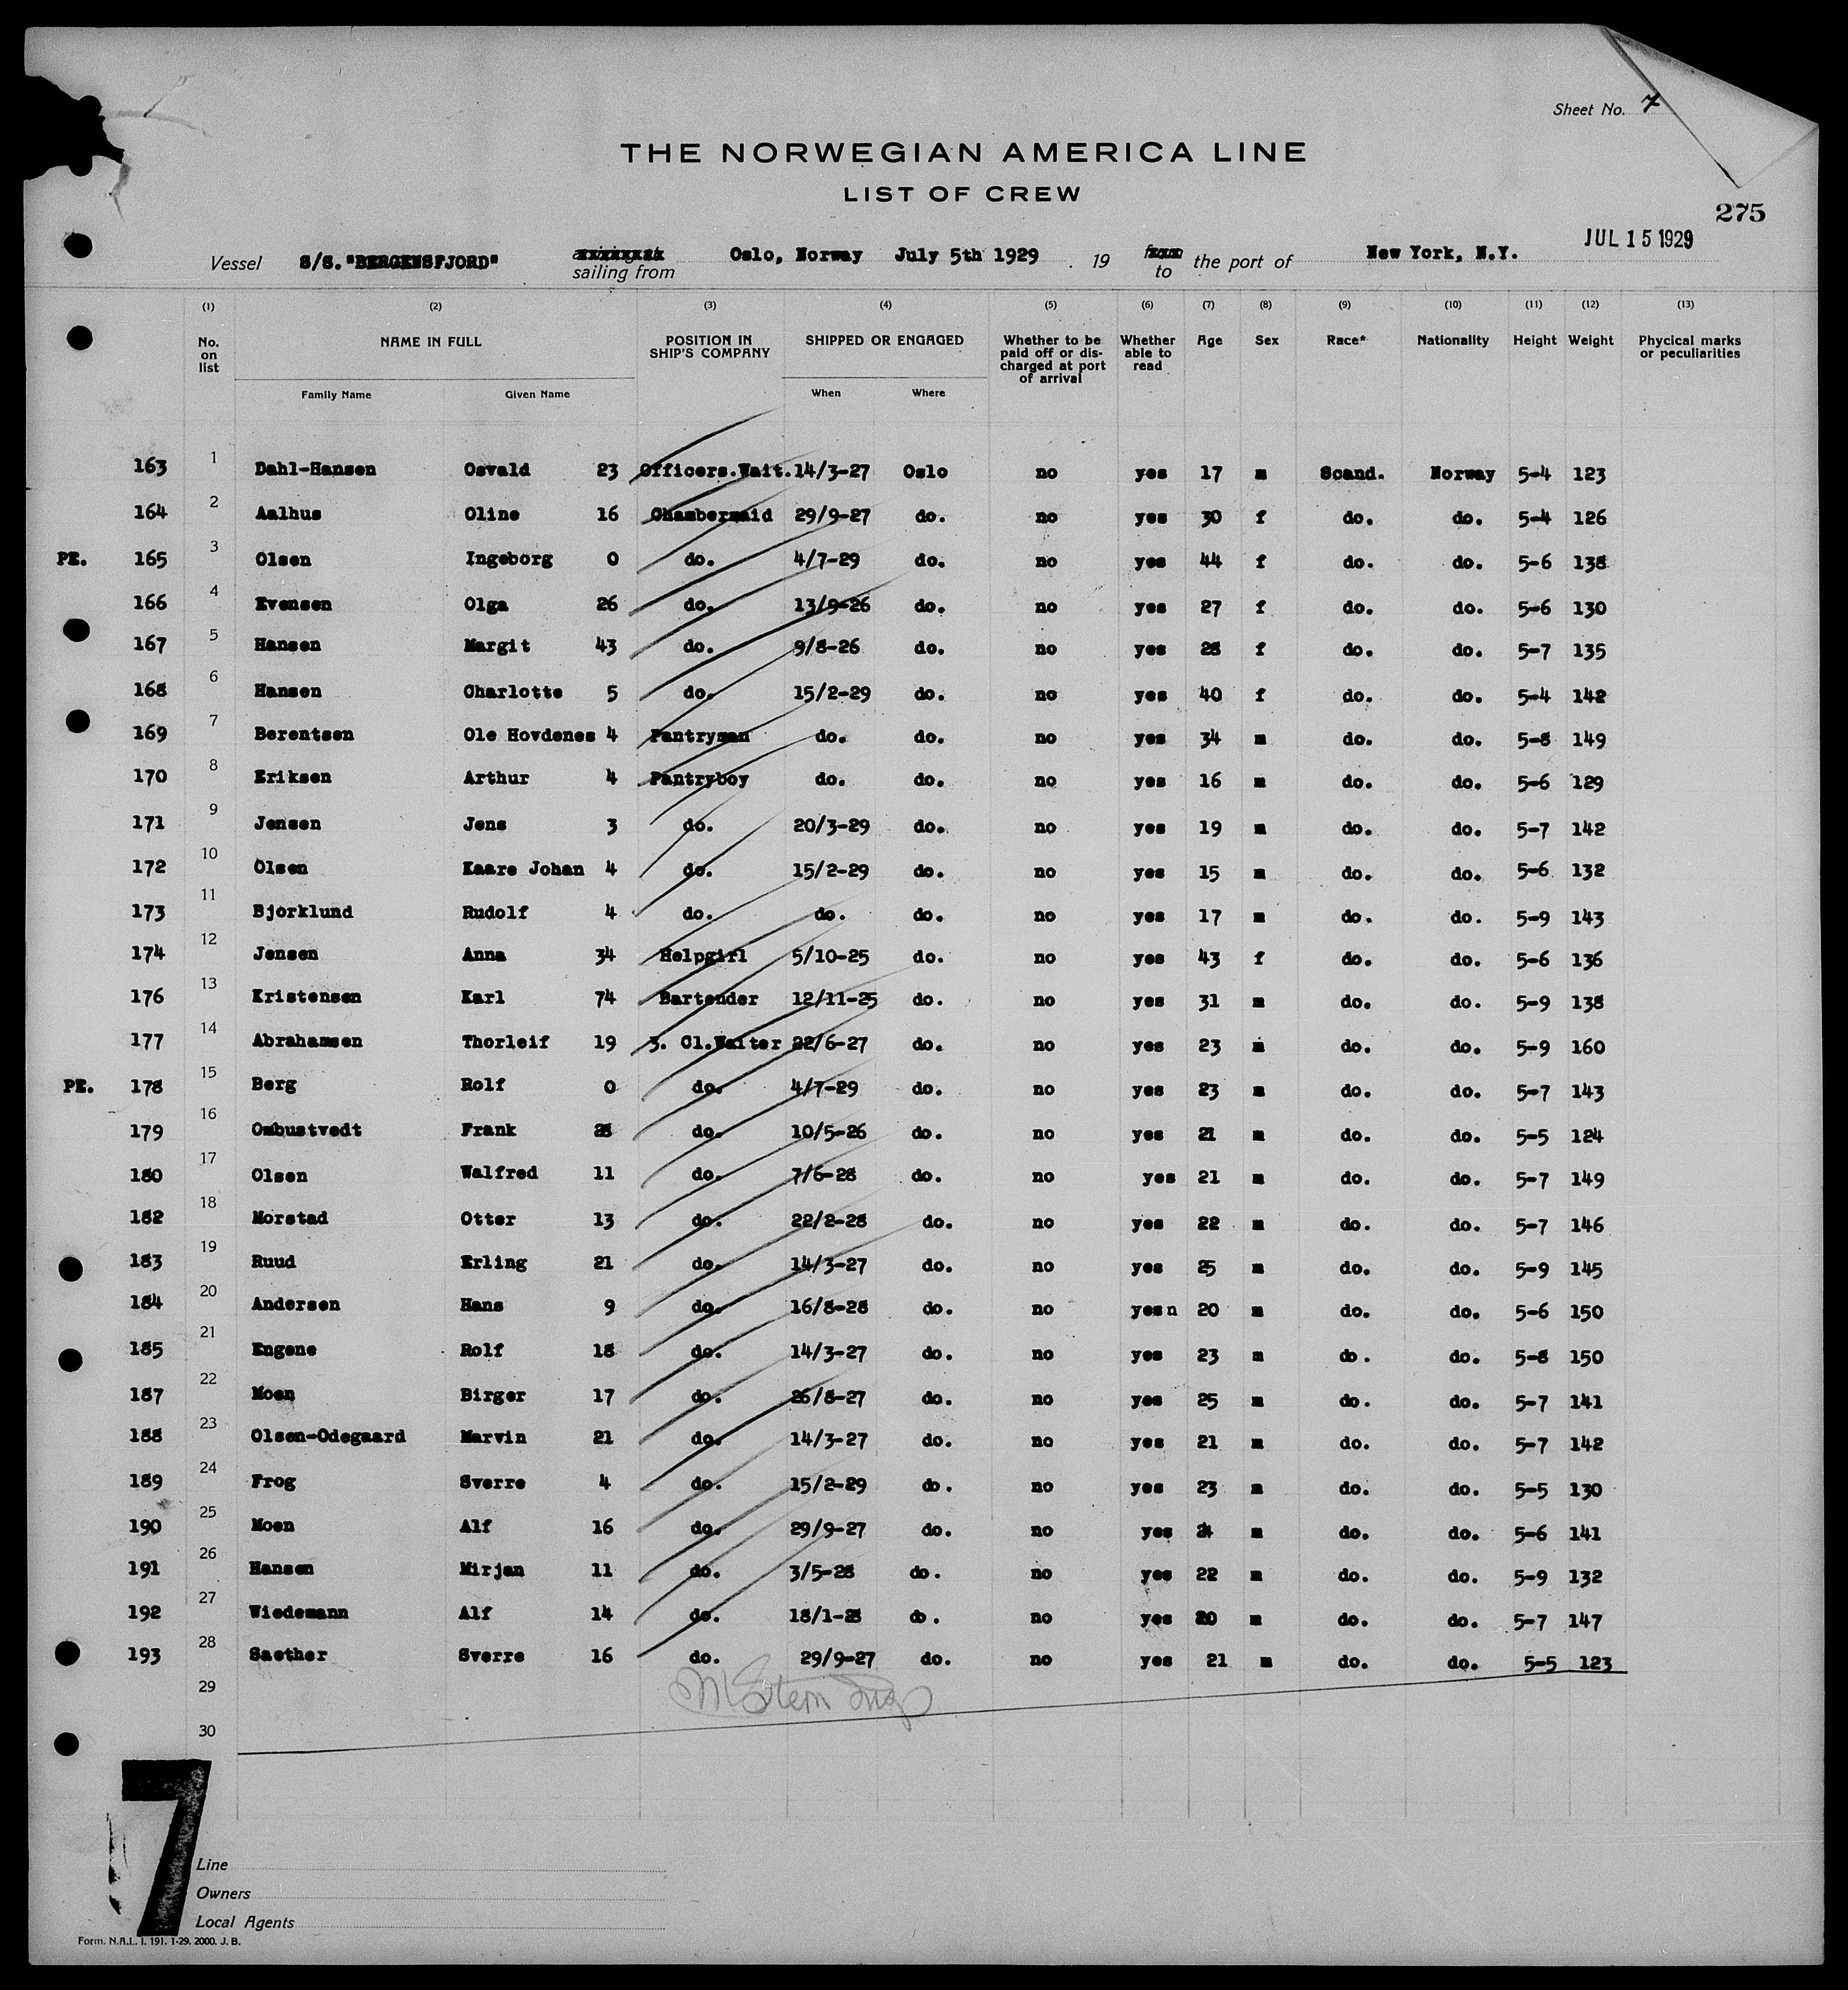 Sheet No. 7
THE NORWEGIAN AMERICA LINE
LIST OF CREW
275
JUL 15 1929
Vessel S/S. "BERGENSFJORD" sailing from Oslo, Norway July 5th 1929 . 19 to the port of New York, N.Y.
(1) (2) (3) (4) (5) (6) (7) (8) (9) (10) (11) (12) (13)
No. on list NAME IN FULL POSITION IN SHIP'S COMPANY SHIPPED OR ENGAGED Whether to be paid off or discharged at port of arrival Whether able to read Age Sex Race* Nationality Height Weight Phycical marks or peculiarities
Family Name Given Name When Where
163 1 Dahl-Hansen Osvald 23 Officers.Wait. 14/3-27 Oslo no yes 17 m Scand. Norway 5-4 123
164 2 Aalhus Oline 16 Chambermaid 29/9-27 do. no yes 30 f do. do. 5-4 126
PE. 165 3 Olsen Ingeborg 0 do. 4/7-29 do. no yes 44 f do. do. 5-6 138
166 4 Evensen Olga 26 do. 13/9-26 do. no yes 27 f do. do. 5-6 130
167 5 Hansen Margit 43 do. 9/8-26 do. no yes 28 f do. do. 5-7 135
168 6 Hansen Charlotte 5 do. 15/2-29 do. no yes 40 f do. do. 5-4 142
169 7 Berentsen Ole Hovdenes 4 Pantryman do. do. no yes 34 m do. do. 5-8 149
170 8 Eriksen Arthur 4 Pantryboy do. do. no yes 16 m do. do. 5-6 129
171 9 Jensen Jens 3 do. 20/3-29 do. no yes 19 m do. do. 5-7 142
172 10 Olsen Kaare Johan 4 do. 15/2-29 do. no yes 15 m do. do. 5-6 132
173 11 Bjorklund Rudolf 4 do. do. do. no yes 17 m do. do. 5-9 143
174 12 Jensen Anna 34 Helpgirl 5/10-25 do. no yes 43 f do. do. 5-6 136
176 13 Kristensen Karl 74 Bartender 12/11-25 do. no yes 31 m do. do. 5-9 138
177 14 Abrahamsen Thorleif 19 3. Cl.Waiter 22/6-27 do. no yes 23 m do. do. 5-9 160
PE. 178 15 Berg Rolf 0 do. 4/7-29 do. no yes 23 m do. do. 5-7 143
179 16 Ombustvedt Frank 28 do. 10/5-26 do. no yes 21 m do. do. 5-5 124
180 17 Olsen Walfred 11 do. 7/6-28 do. no yes 21 m do. do. 5-7 149
182 18 Morstad Otter 13 do. 22/2-28 do. no yes 22 m do. do. 5-7 146
183 19 Ruud Erling 21 do. 14/3-27 do. no yes 25 m do. do. 5-9 145
184 20 Andersen Hans 9 do. 16/8-28 do. no yesn 20 m do. do. 5-6 150
185 21 Engene Rolf 18 do. 14/3-27 do. no yes 23 m do. do. 5-8 150
187 22 Moen Birger 17 do. 26/8-27 do. no yes 25 m do. do. 5-7 141
188 23 Olsen-Odegaard Marvin 21 do. 14/3-27 do. no yes 21 m do. do. 5-7 142
189 24 Frog Sverre 4 do. 15/2-29 do. no yes 23 m do. do. 5-5 130
190 25 Moen Alf 16 do. 29/9-27 do. no yes m do. do. 5-6 141
191 26 Hansen Mirjan 11 do. 3/5-28 do. no yes 22 m do. do. 5-9 132
192 27 Wiedemann Alf 14 do. 18/1-28 do. no yes 20 m do. do. 5-7 147
193 28 Saether Sverre 16 do. 29/9-27 do. no yes 21 m do. do. 5-5 123
29
30
7
Line
Owners
Local Agents
Form. N.A.L. I. 191. 1-29. 2000. J. B.